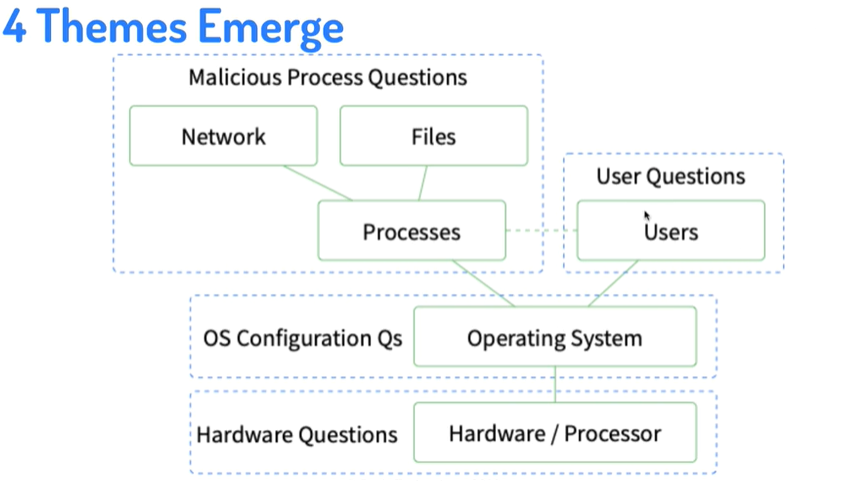 4 Themes Emerge
Malicious Process Questions
Network
Files
User Questions
Processes
Users
OS Configuration Qs
Operating System
Hardware Questions
Hardware / Processor